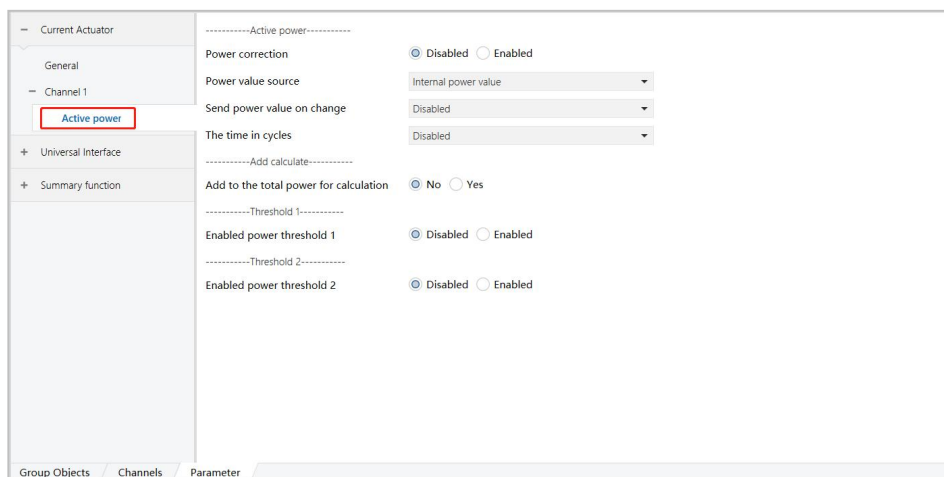 Current Actuator
General
Channel 1
Active power
Universal Interface
Summary function
-----------Active power-----------
Power correction Disabled Enabled
Power value source Internal power value
Send power value on change Disabled
The time in cycles Disabled
-----------Add calculate-----------
Add to the total power for calculation No Yes
-----------Threshold 1-----------
Enabled power threshold 1 Disabled Enabled
-----------Threshold 2-----------
Enabled power threshold 2 Disabled Enabled
Group Objects Channels Parameter